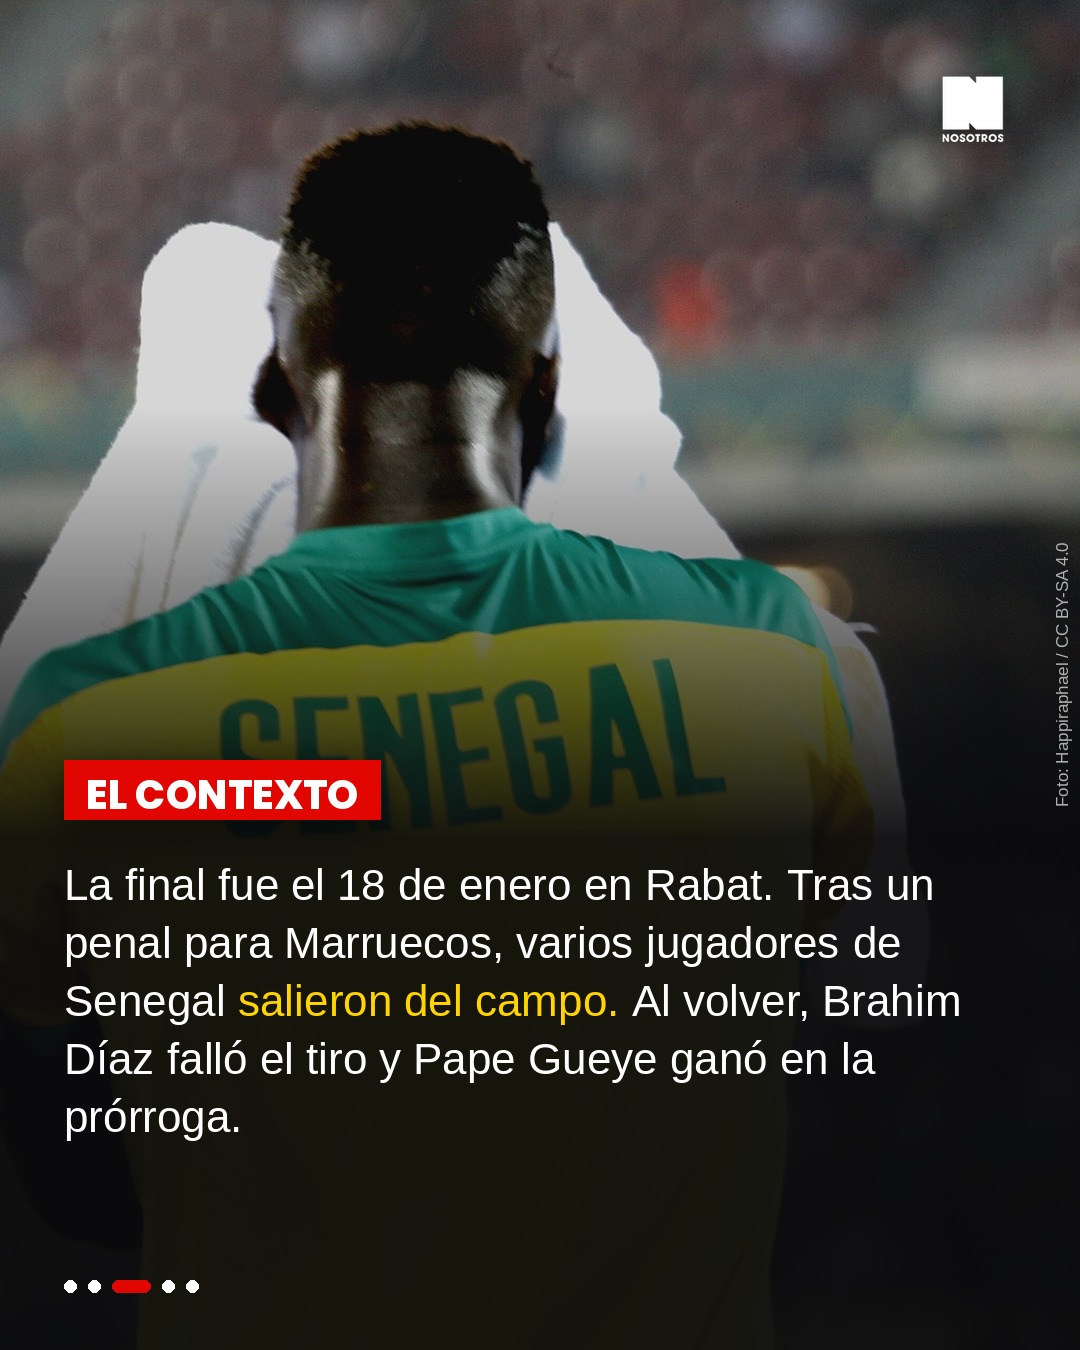 N
NOSOTROS
Foto: Happiraphael / CC BY-SA 4.0
SENEGAL
EL CONTEXTO
La final fue el 18 de enero en Rabat. Tras un
penal para Marruecos, varios jugadores de
Senegal salieron del campo. Al volver, Brahim
Díaz falló el tiro y Pape Gueye ganó en la
prórroga.